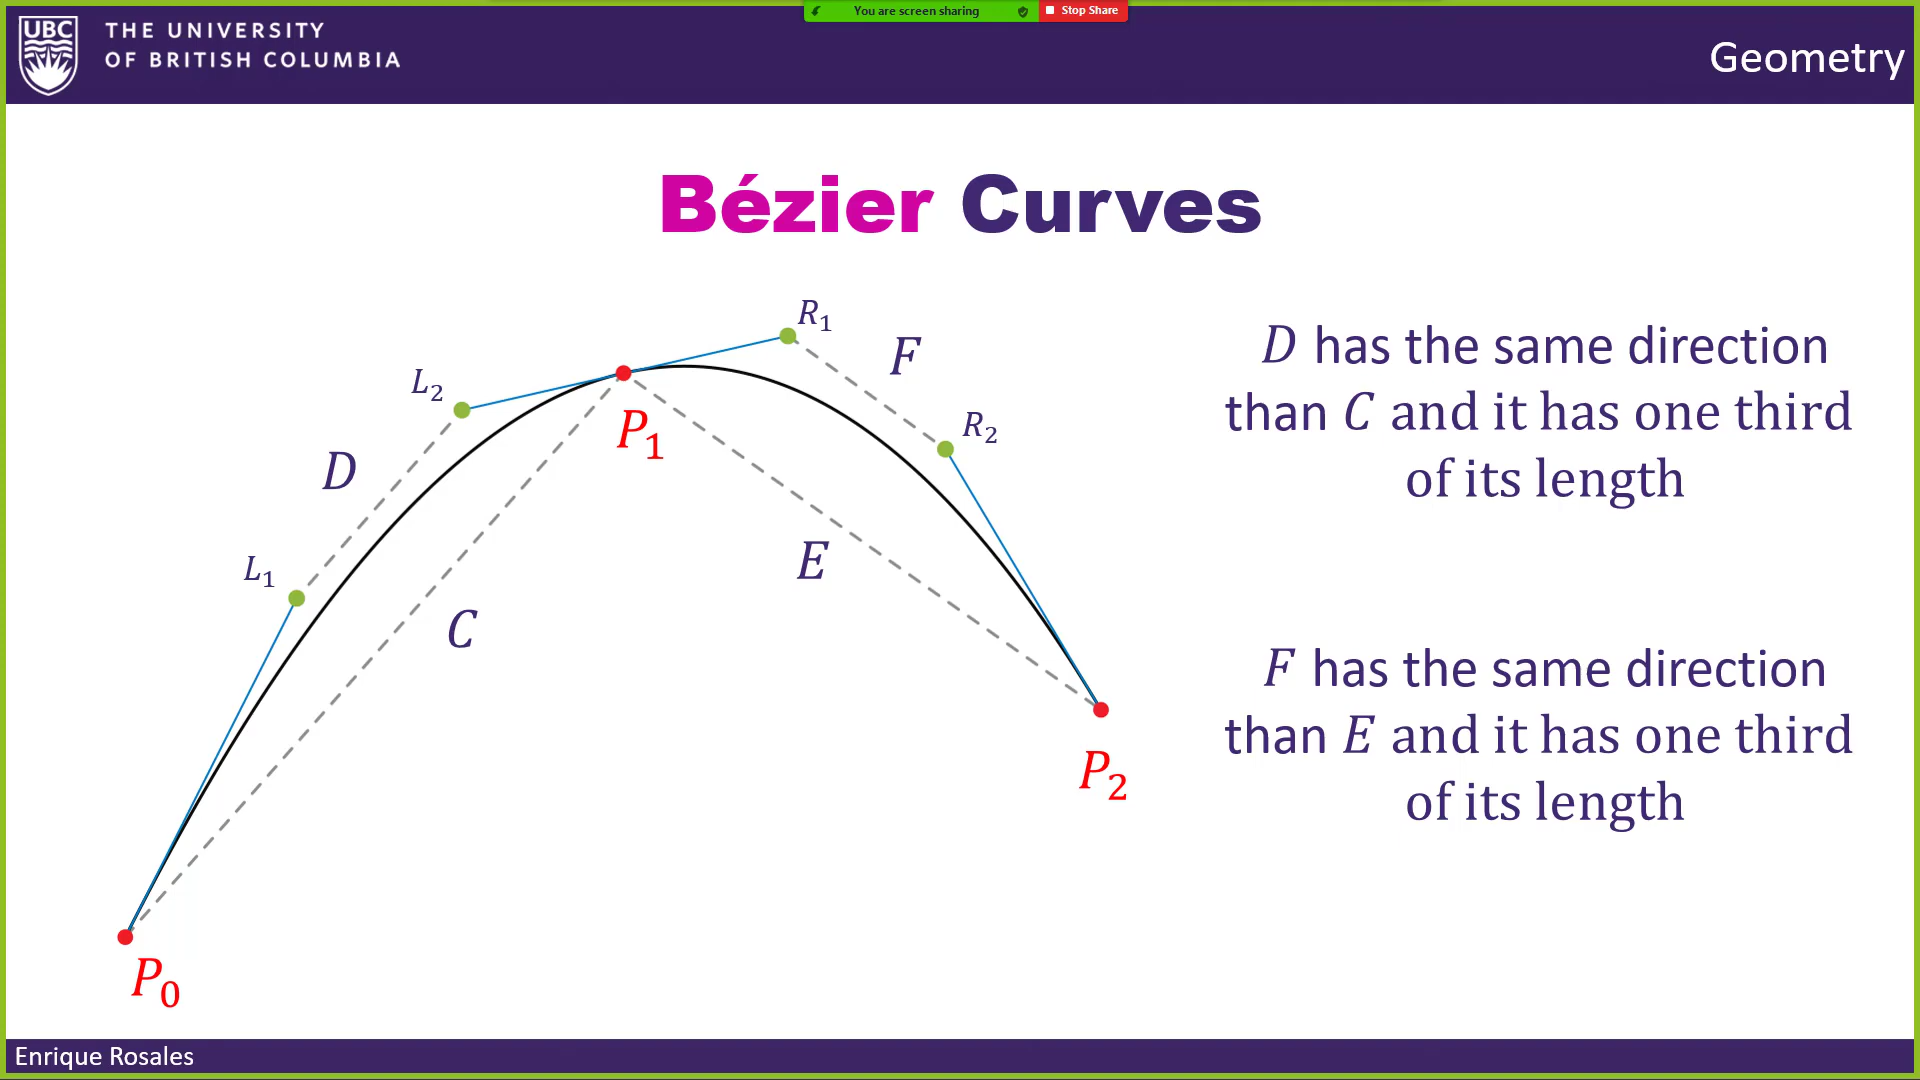 You are screen sharing
Stop Share
UBC
THE UNIVERSITY
OF BRITISH COLUMBIA
Geometry
Bézier Curves
R₁
F
L₂
P₁
R₂
D
E
L₁
C
P₂
P₀
D has the same direction
than C and it has one third
of its length
F has the same direction
than E and it has one third
of its length
Enrique Rosales